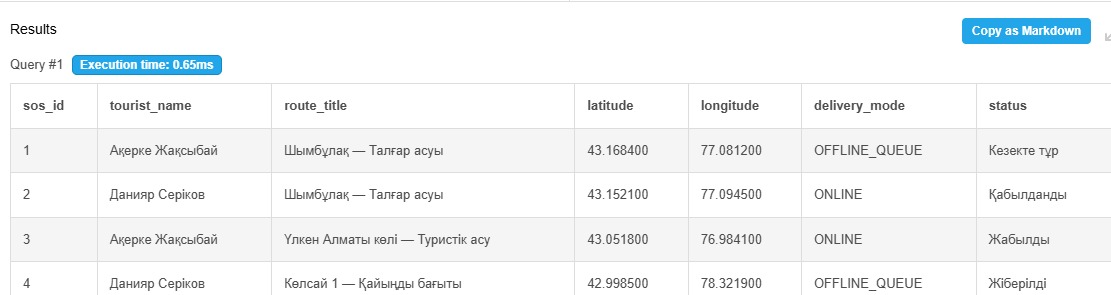 Results
Copy as Markdown
Query #1 Execution time: 0.65ms
sos_id tourist_name route_title latitude longitude delivery_mode status
1 Ақерке Жақсыбай Шымбұлақ — Талғар асуы 43.168400 77.081200 OFFLINE_QUEUE Кезекте тұр
2 Данияр Серіков Шымбұлақ — Талғар асуы 43.152100 77.094500 ONLINE Қабылданды
3 Ақерке Жақсыбай Үлкен Алматы көлі — Туристік асу 43.051800 76.984100 ONLINE Жабылды
4 Данияр Серіков Көлсай 1 — Қайыңды бағыты 42.998500 78.321900 OFFLINE_QUEUE Жіберілді